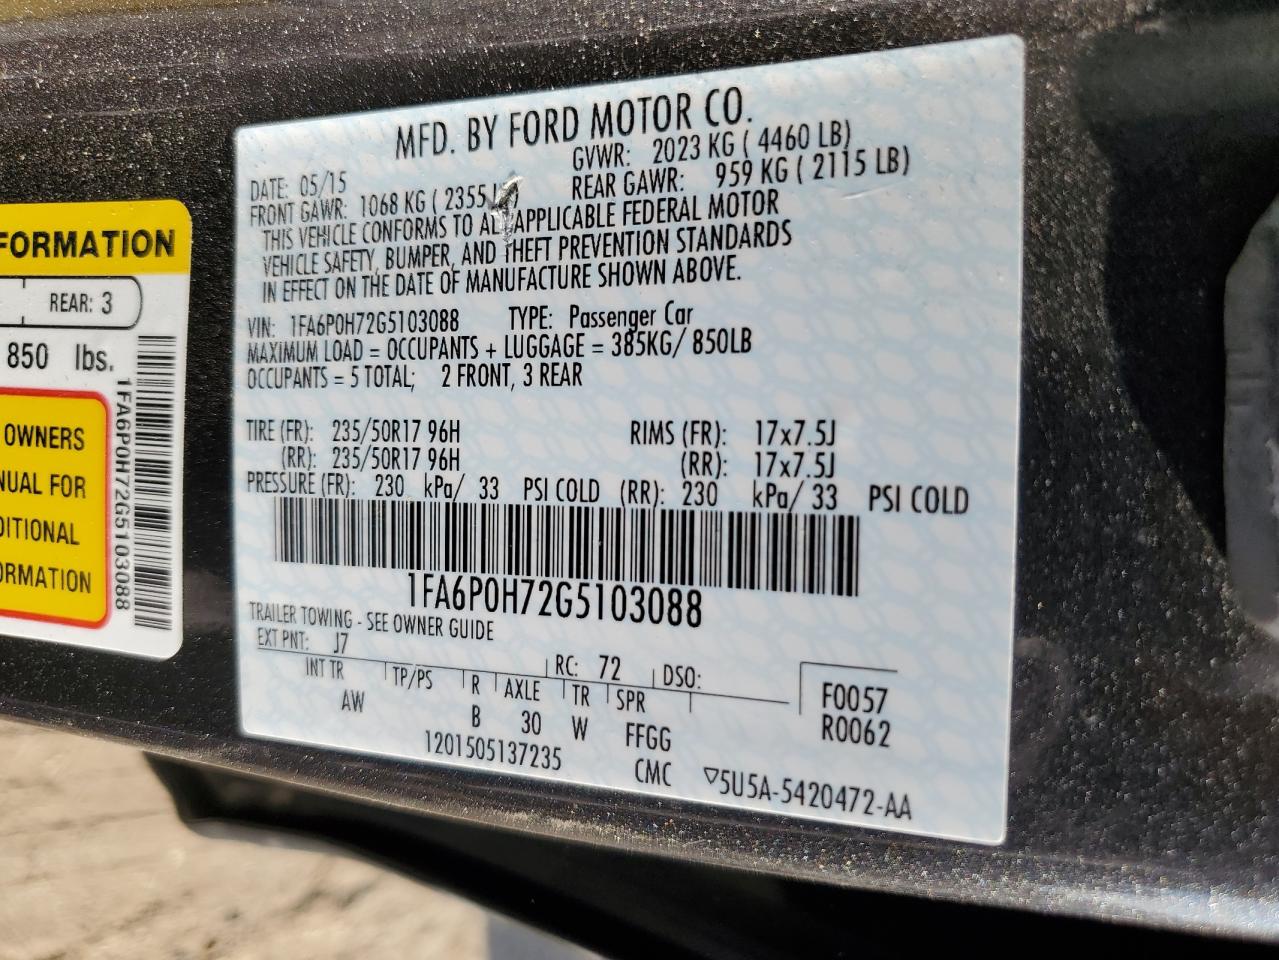 FORMATION
REAR: 3
850 lbs.
OWNERS
NUAL FOR
DITIONAL
ORMATION
1FA6P0H72G5103088
MFD. BY FORD MOTOR CO.
DATE: 05/15 GVWR: 2023 KG ( 4460 LB)
FRONT GAWR: 1068 KG ( 2355 REAR GAWR: 959 KG ( 2115 LB)
THIS VEHICLE CONFORMS TO ALL APPLICABLE FEDERAL MOTOR
VEHICLE SAFETY, BUMPER, AND THEFT PREVENTION STANDARDS
IN EFFECT ON THE DATE OF MANUFACTURE SHOWN ABOVE.
VIN: 1FA6P0H72G5103088 TYPE: Passenger Car
MAXIMUM LOAD = OCCUPANTS + LUGGAGE = 385KG/ 850LB
OCCUPANTS = 5 TOTAL; 2 FRONT, 3 REAR
TIRE (FR): 235/50R17 96H RIMS (FR): 17x7.5J
(RR): 235/50R17 96H (RR): 17x7.5J
PRESSURE (FR): 230 kPa/ 33 PSI COLD (RR): 230 kPa/ 33 PSI COLD
1FA6P0H72G5103088
TRAILER TOWING - SEE OWNER GUIDE
EXT PNT: J7 RC: 72 DSO:
INT TR TP/PS R AXLE TR SPR F0057
AW B 30 W FFGG R0062
1201505137235 CMC ▽5U5A-5420472-AA